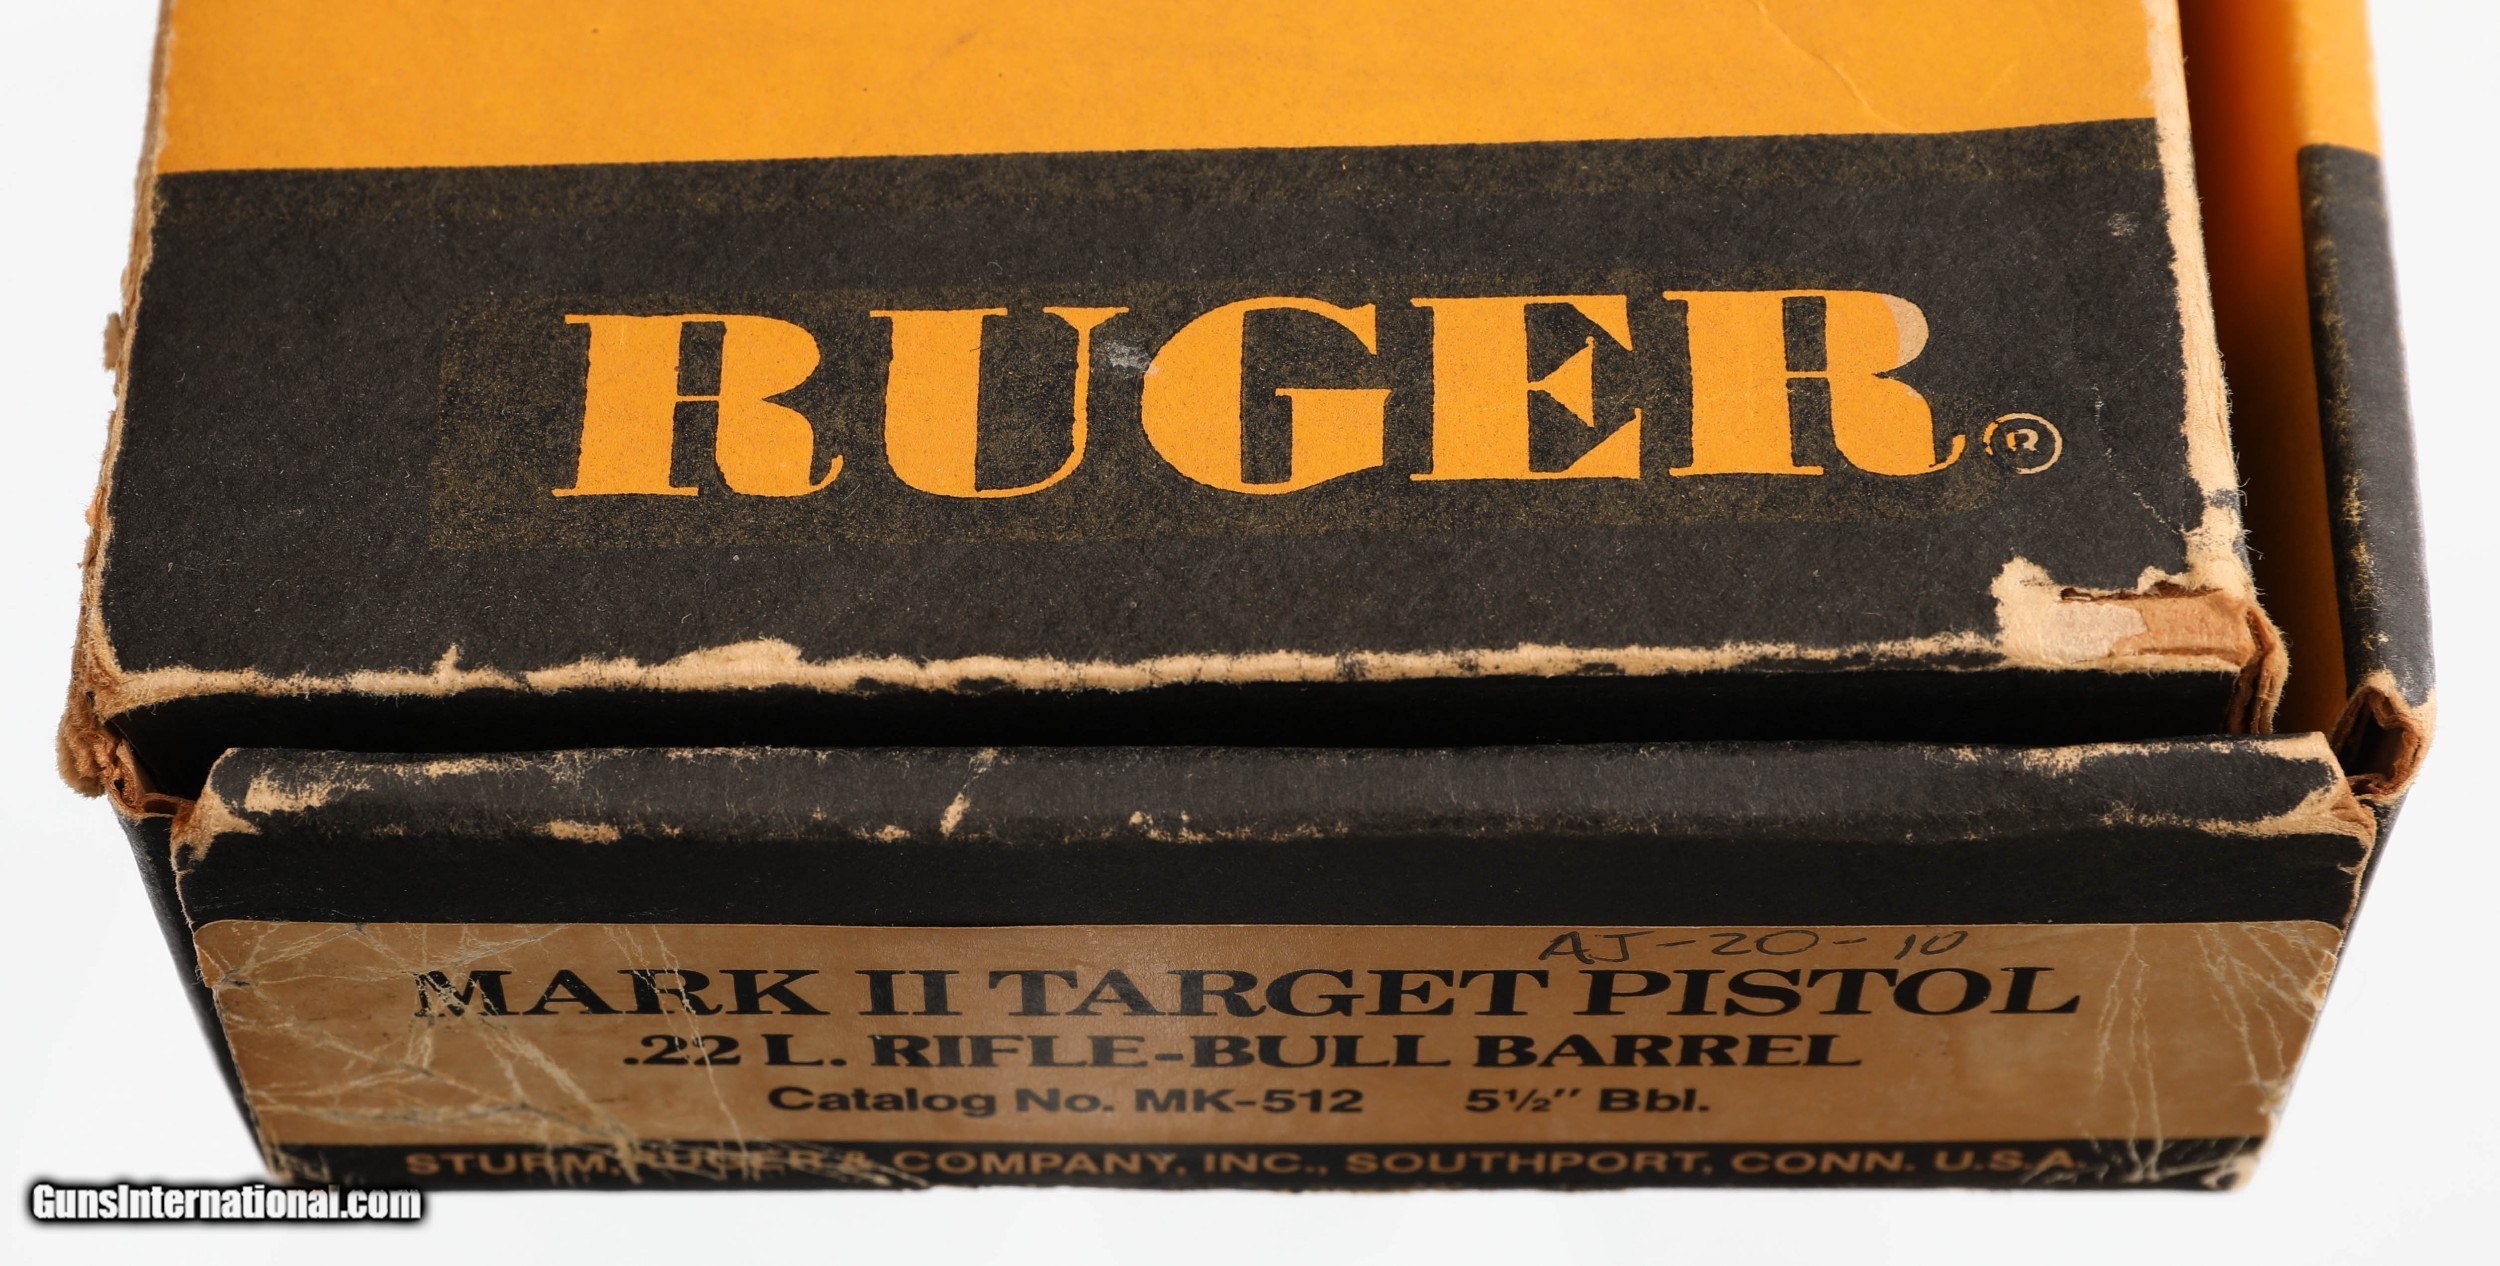 RUGER®
AJ-20-10
MARK II TARGET PISTOL
.22 L. RIFLE-BULL BARREL
Catalog No. MK-512 5½" Bbl.
STURM, RUGER & COMPANY, INC., SOUTHPORT, CONN. U.S.A.
GunsInternational.com